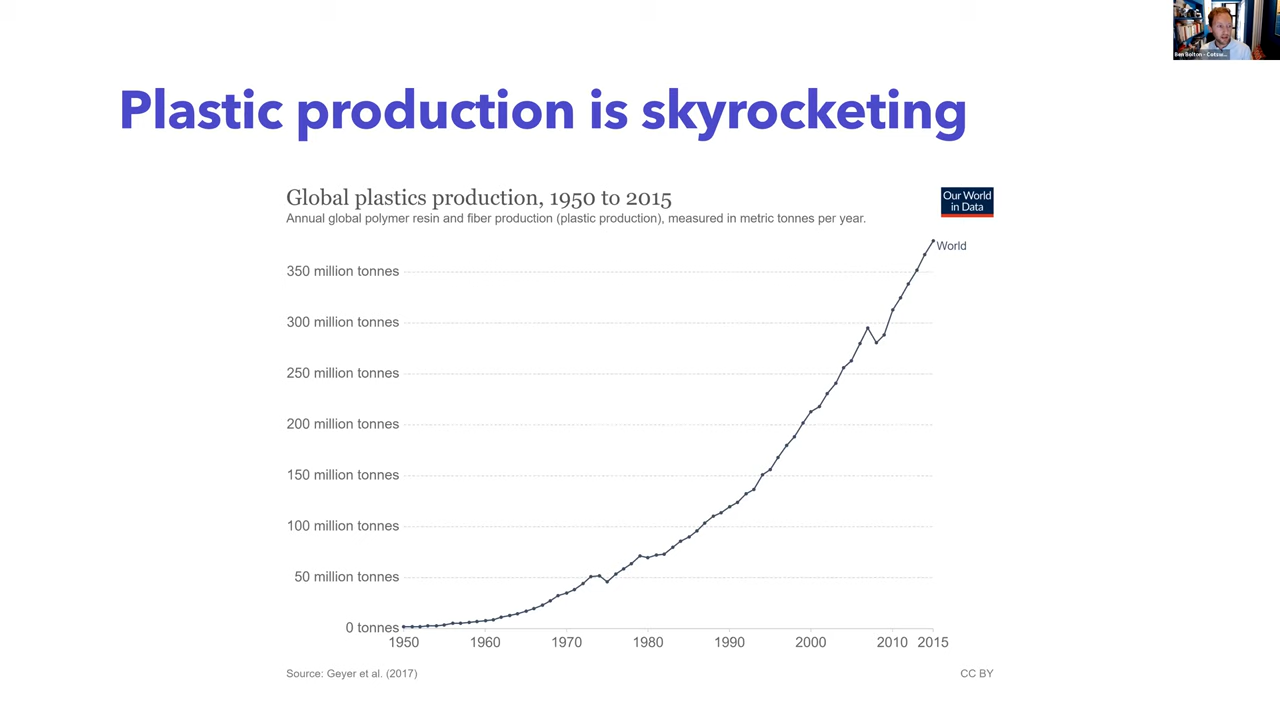 Ben Bolton - Cotsw...
Plastic production is skyrocketing
Global plastics production, 1950 to 2015
Annual global polymer resin and fiber production (plastic production), measured in metric tonnes per year.
Our World
in Data
World
350 million tonnes
300 million tonnes
250 million tonnes
200 million tonnes
150 million tonnes
100 million tonnes
50 million tonnes
0 tonnes
1950 1960 1970 1980 1990 2000 2010 2015
Source: Geyer et al. (2017)
CC BY